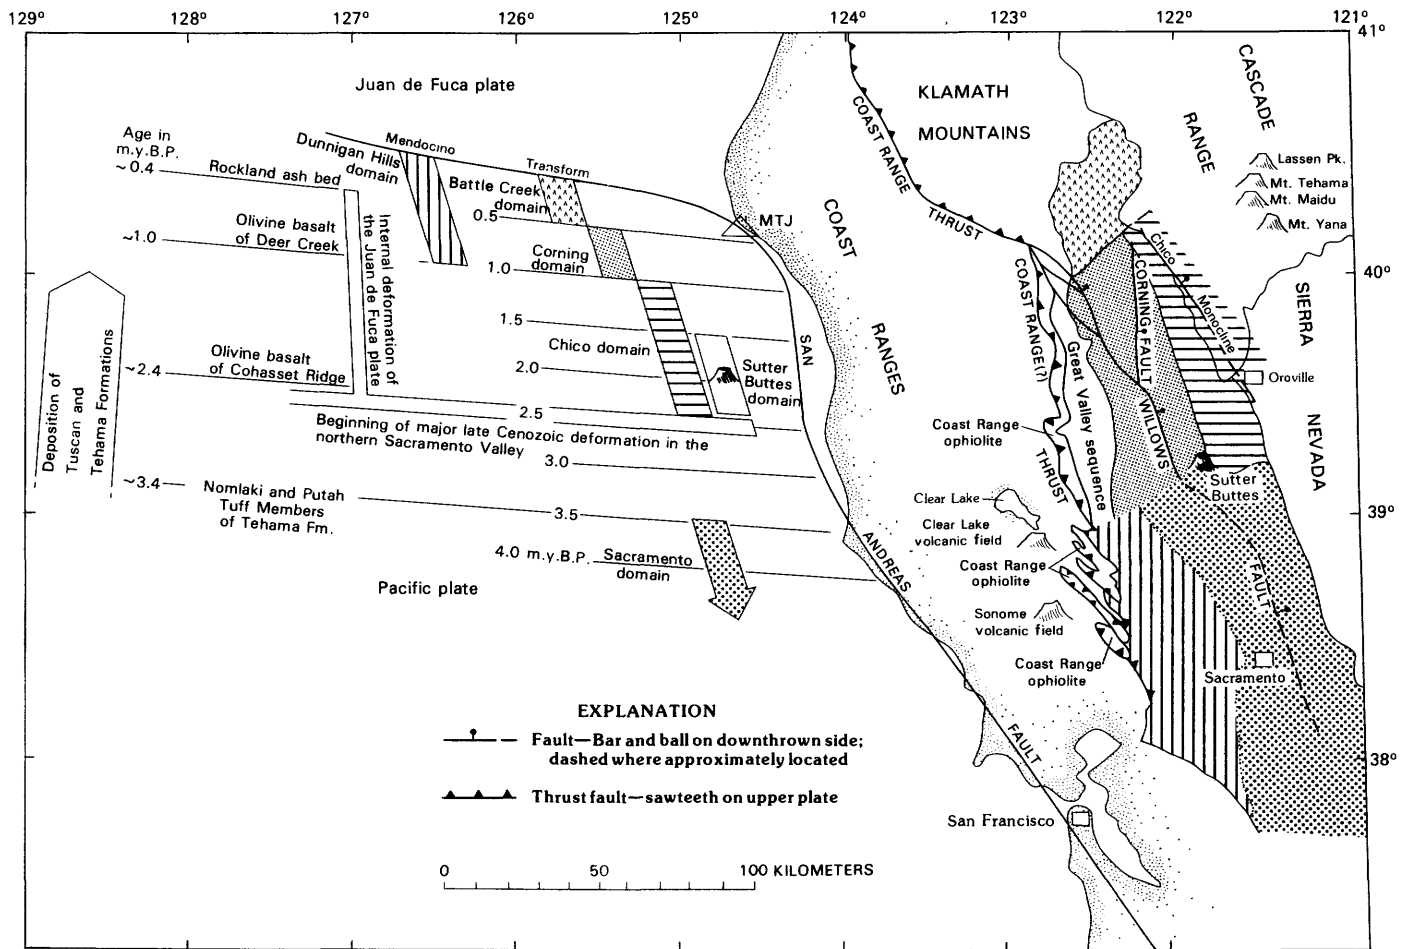 129°
128°
127°
126°
125°
124°
123°
122°
121°
41°
40°
39°
38°
Juan de Fuca plate
Age in
m.y.B.P.
~0.4
Rockland ash bed
~1.0
Olivine basalt
of Deer Creek
~2.4
Olivine basalt
of Cohasset Ridge
~3.4
Nomlaki and Putah
Tuff Members
of Tehama Fm.
Deposition of
Tuscan and
Tehama Formations
Internal deformation of
the Juan de Fuca plate
Mendocino
Transform
Dunnigan Hills
domain
Battle Creek
domain
0.5
Corning
domain
1.0
1.5
Chico domain
2.0
Sutter
Buttes
domain
2.5
Beginning of major late Cenozoic deformation in the
northern Sacramento Valley
3.0
3.5
4.0 m.y.B.P.
Sacramento
domain
Pacific plate
MTJ
SAN
ANDREAS
FAULT
COAST
RANGES
KLAMATH
MOUNTAINS
COAST RANGE
THRUST
COAST RANGE(?)
THRUST
Great Valley sequence
CORNING FAULT
WILLOWS
FAULT
Chico
Monocline
CASCADE
RANGE
Lassen Pk.
Mt. Tehama
Mt. Maidu
Mt. Yana
SIERRA
NEVADA
Oroville
Sutter
Buttes
Coast Range
ophiolite
Clear Lake
Clear Lake
volcanic field
Coast Range
ophiolite
Sonome
volcanic field
Coast Range
ophiolite
Sacramento
San Francisco
EXPLANATION
Fault—Bar and ball on downthrown side;
dashed where approximately located
Thrust fault—sawteeth on upper plate
0 50 100 KILOMETERS